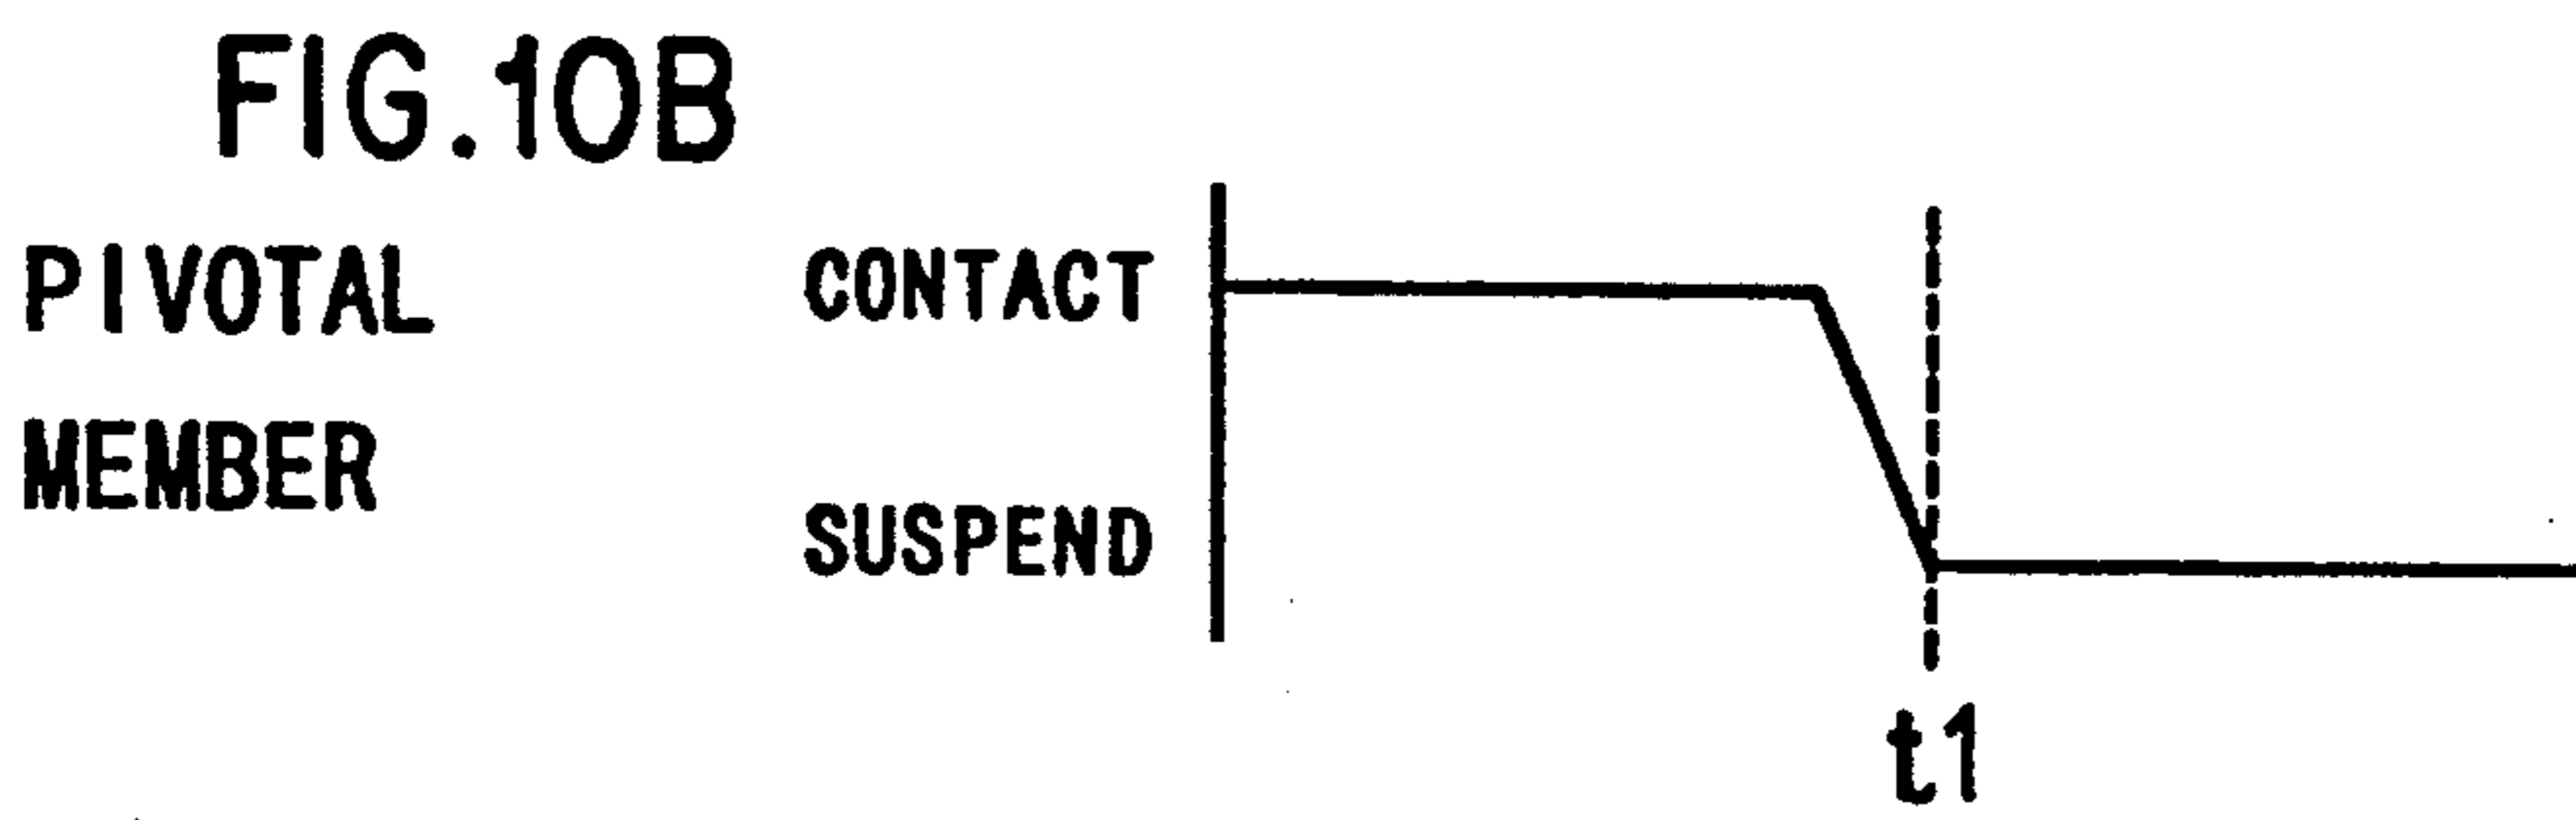 FIG.10B
PIVOTAL
MEMBER
CONTACT
SUSPEND
t1